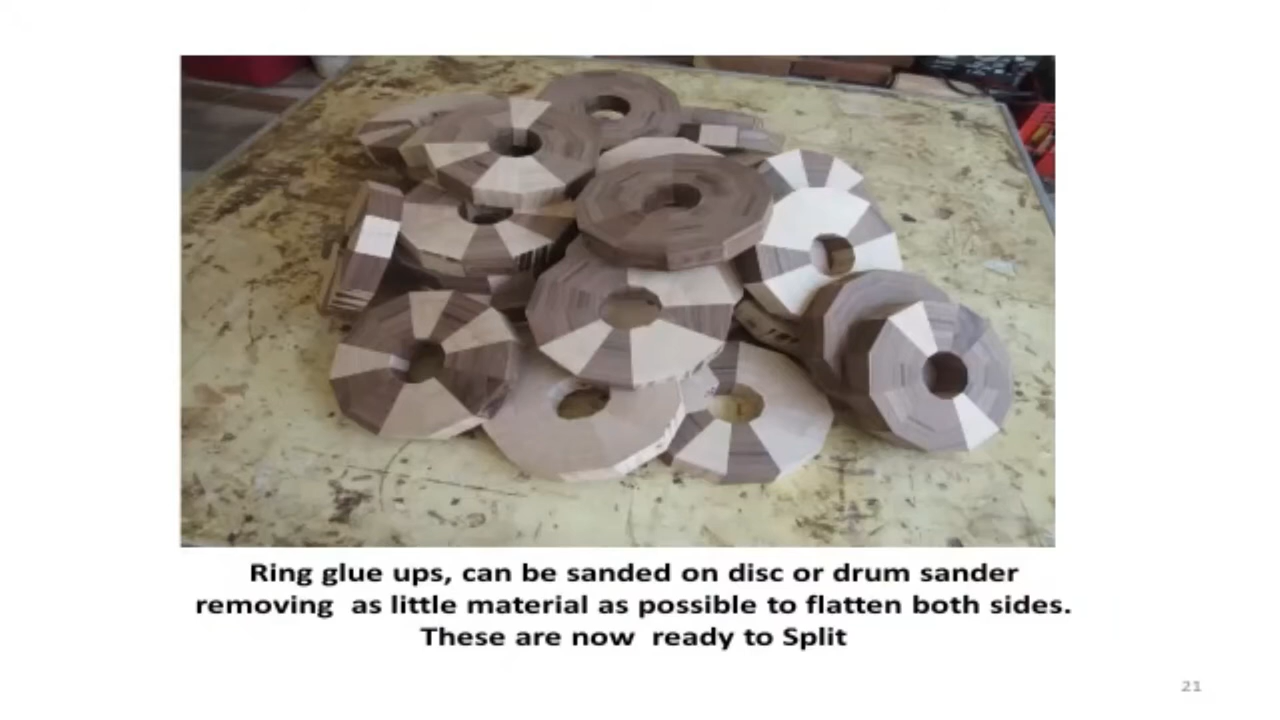 Ring glue ups, can be sanded on disc or drum sander
removing  as little material as possible to flatten both sides.
These are now  ready to Split
21